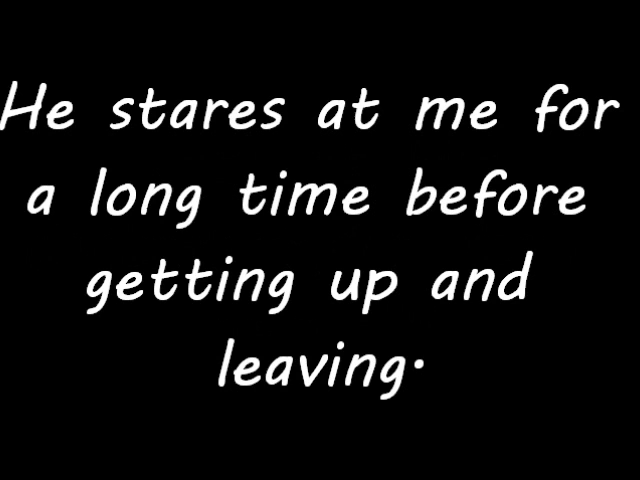 He stares at me for
a long time before
getting up and
leaving.